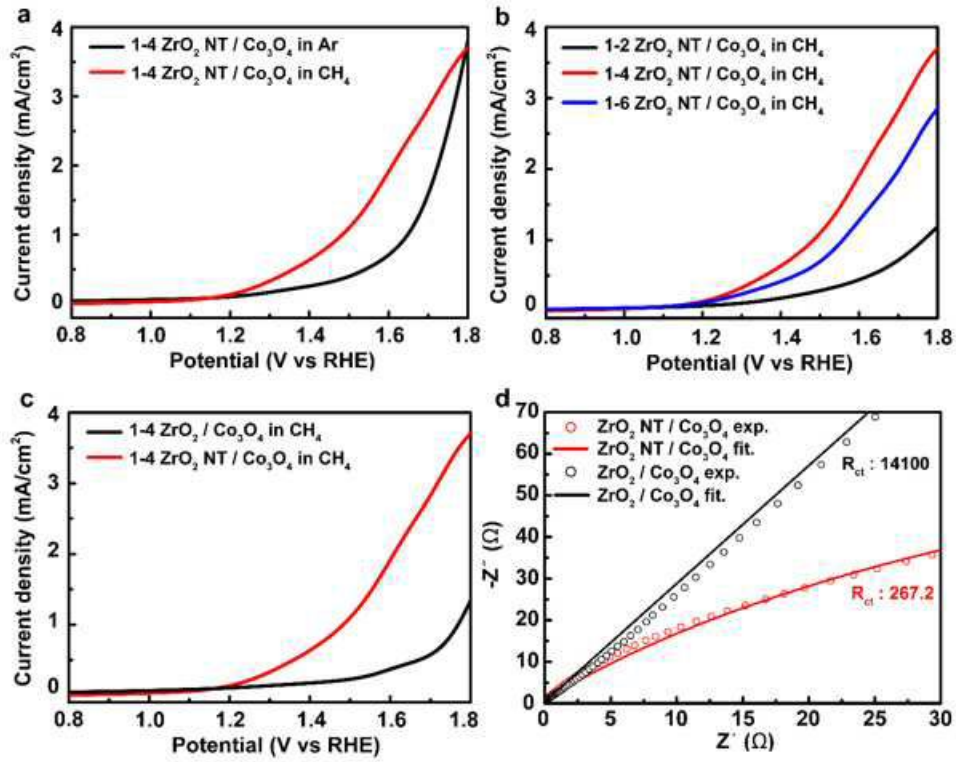 a
1-4 ZrO₂ NT / Co₃O₄ in Ar
1-4 ZrO₂ NT / Co₃O₄ in CH₄
Current density (mA/cm²)
4
3
2
1
0
0.8 1.0 1.2 1.4 1.6 1.8
Potential (V vs RHE)
b
1-2 ZrO₂ NT / Co₃O₄ in CH₄
1-4 ZrO₂ NT / Co₃O₄ in CH₄
1-6 ZrO₂ NT / Co₃O₄ in CH₄
Current density (mA/cm²)
4
3
2
1
0
0.8 1.0 1.2 1.4 1.6 1.8
Potential (V vs RHE)
c
1-4 ZrO₂ / Co₃O₄ in CH₄
1-4 ZrO₂ NT / Co₃O₄ in CH₄
Current density (mA/cm²)
4
3
2
1
0
0.8 1.0 1.2 1.4 1.6 1.8
Potential (V vs RHE)
d
ZrO₂ NT / Co₃O₄ exp.
ZrO₂ NT / Co₃O₄ fit.
ZrO₂ / Co₃O₄ exp.
ZrO₂ / Co₃O₄ fit.
R_ct : 14100
R_ct : 267.2
-Z″ (Ω)
70
60
50
40
30
20
10
0
0 5 10 15 20 25 30
Z′ (Ω)